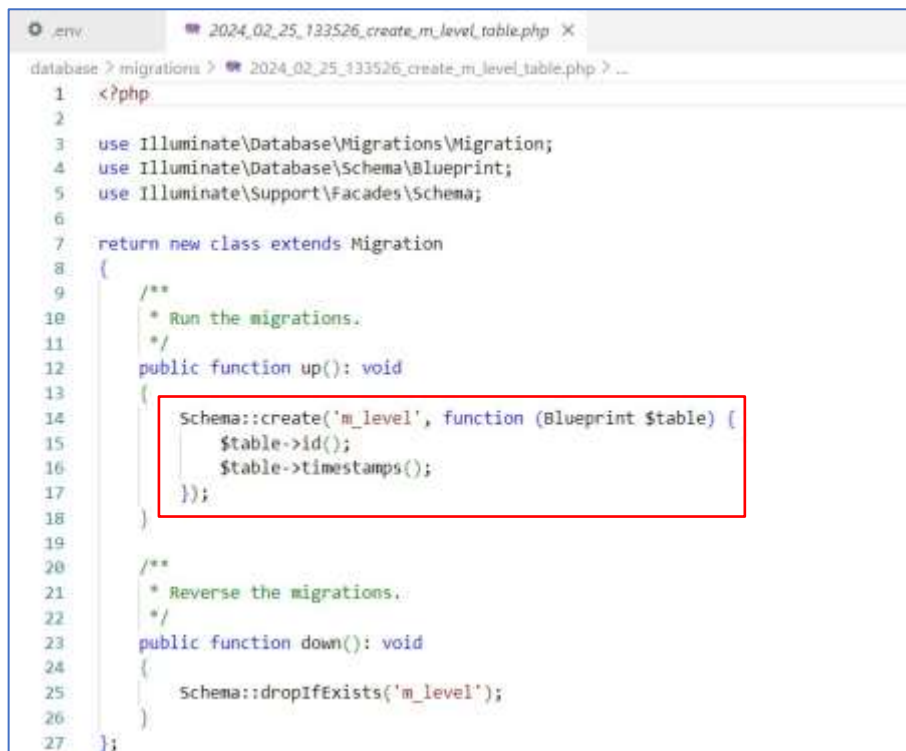 .env 2024_02_25_133526_create_m_level_table.php ×
database > migrations > 2024_02_25_133526_create_m_level_table.php > ...
1 <?php
2
3 use Illuminate\Database\Migrations\Migration;
4 use Illuminate\Database\Schema\Blueprint;
5 use Illuminate\Support\Facades\Schema;
6
7 return new class extends Migration
8 {
9 /**
10 * Run the migrations.
11 */
12 public function up(): void
13 {
14 Schema::create('m_level', function (Blueprint $table) {
15 $table->id();
16 $table->timestamps();
17 });
18 }
19
20 /**
21 * Reverse the migrations.
22 */
23 public function down(): void
24 {
25 Schema::dropIfExists('m_level');
26 }
27 };